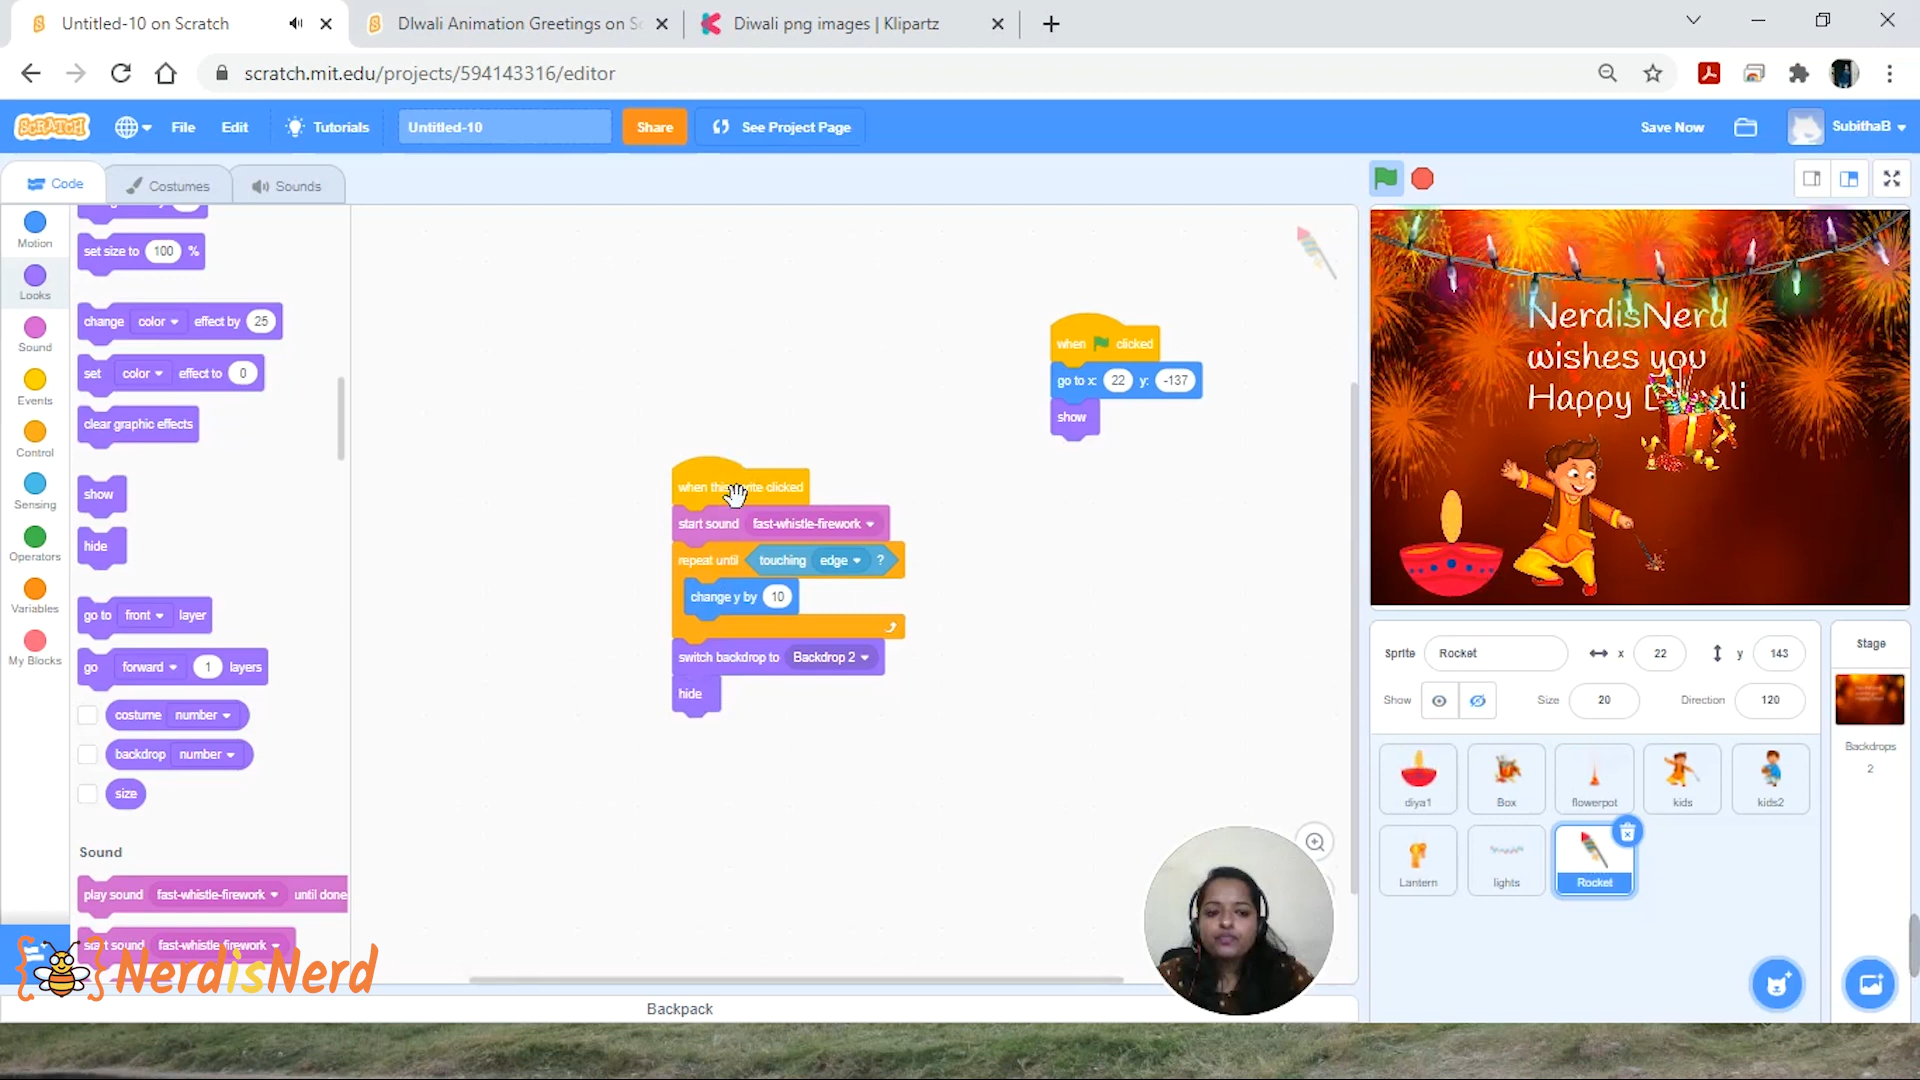 Untitled-10 on Scratch
DIwali Animation Greetings on Sc
Diwali png images | Klipartz
scratch.mit.edu/projects/594143316/editor
SCRATCH
File
Edit
Tutorials
Untitled-10
Share
See Project Page
Save Now
SubithaB
Code
Costumes
Sounds
Motion
Looks
Sound
Events
Control
Sensing
Operators
Variables
My Blocks
set size to 100 %
change color effect by 25
set color effect to 0
clear graphic effects
show
hide
go to front layer
go forward 1 layers
costume number
backdrop number
size
Sound
play sound fast-whistle-firework until done
start sound fast-whistle-firework
when this sprite clicked
start sound fast-whistle-firework
repeat until touching edge ?
change y by 10
switch backdrop to Backdrop 2
hide
when clicked
go to x: 22 y: -137
show
NerdisNerd
wishes you
Happy Diwali
Sprite Rocket x 22 y 143
Show Size 20 Direction 120
diya1
Box
flowerpot
kids
kids2
Lantern
lights
Rocket
Stage
Backdrops
2
NerdisNerd
Backpack